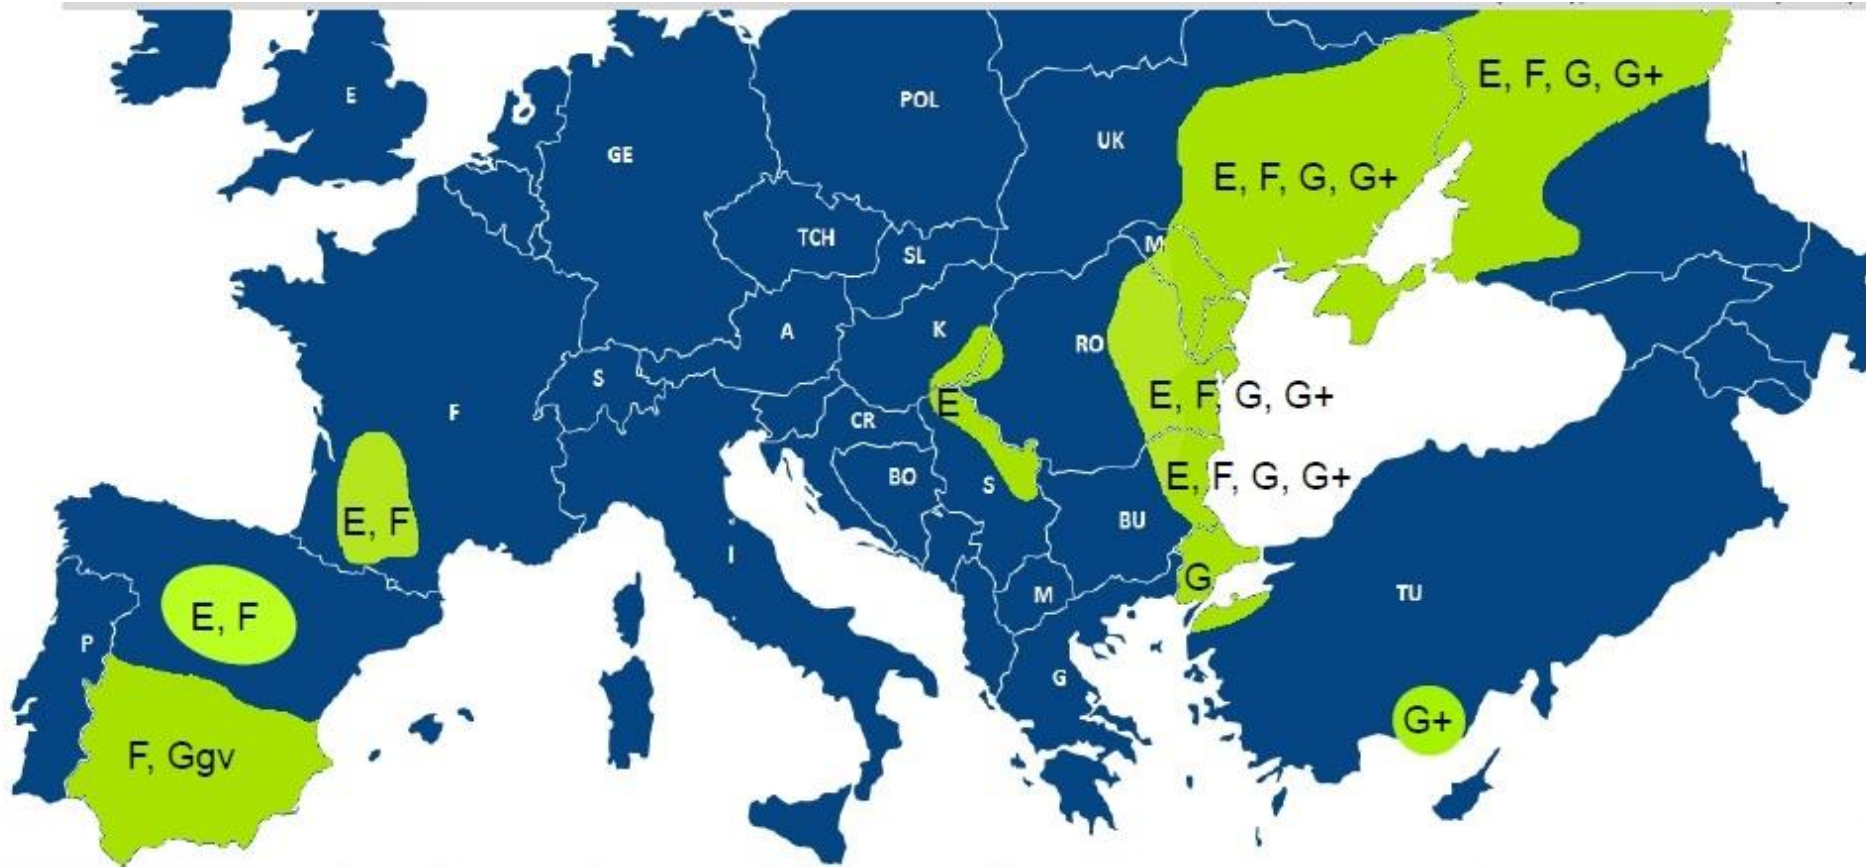 E, F, G, G+
E
POL
UK
GE
E, F, G, G+
TCH
SL
M
A
K
RO
S
E
E, F, G, G+
F
CR
BO
S
E, F, G, G+
E, F
BU
I
G
M
TU
E, F
P
G
G+
F, Ggv